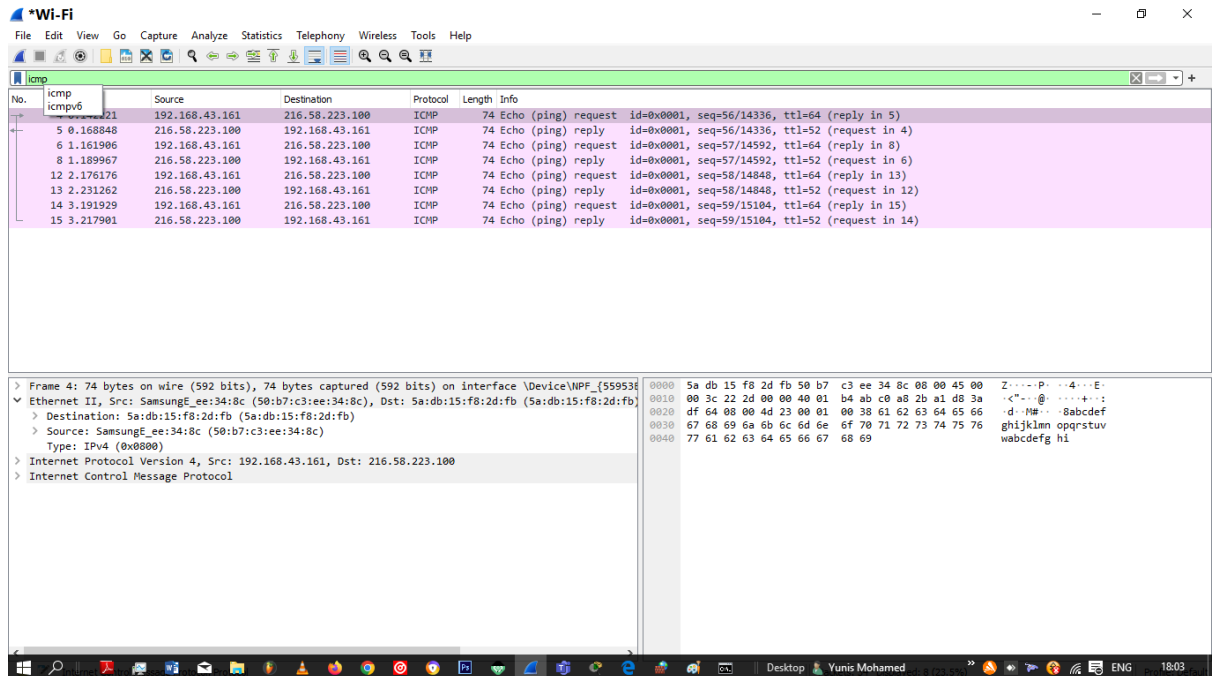 *Wi-Fi
File Edit View Go Capture Analyze Statistics Telephony Wireless Tools Help
icmp
icmp
icmpv6
No. Source Destination Protocol Length Info
192.168.43.161 216.58.223.100 ICMP 74 Echo (ping) request id=0x0001, seq=56/14336, ttl=64 (reply in 5)
5 0.168848 216.58.223.100 192.168.43.161 ICMP 74 Echo (ping) reply id=0x0001, seq=56/14336, ttl=52 (request in 4)
6 1.161906 192.168.43.161 216.58.223.100 ICMP 74 Echo (ping) request id=0x0001, seq=57/14592, ttl=64 (reply in 8)
8 1.189967 216.58.223.100 192.168.43.161 ICMP 74 Echo (ping) reply id=0x0001, seq=57/14592, ttl=52 (request in 6)
12 2.176176 192.168.43.161 216.58.223.100 ICMP 74 Echo (ping) request id=0x0001, seq=58/14848, ttl=64 (reply in 13)
13 2.231262 216.58.223.100 192.168.43.161 ICMP 74 Echo (ping) reply id=0x0001, seq=58/14848, ttl=52 (request in 12)
14 3.191929 192.168.43.161 216.58.223.100 ICMP 74 Echo (ping) request id=0x0001, seq=59/15104, ttl=64 (reply in 15)
15 3.217901 216.58.223.100 192.168.43.161 ICMP 74 Echo (ping) reply id=0x0001, seq=59/15104, ttl=52 (request in 14)
Frame 4: 74 bytes on wire (592 bits), 74 bytes captured (592 bits) on interface \Device\NPF_{55953E
Ethernet II, Src: SamsungE_ee:34:8c (50:b7:c3:ee:34:8c), Dst: 5a:db:15:f8:2d:fb (5a:db:15:f8:2d:fb)
Destination: 5a:db:15:f8:2d:fb (5a:db:15:f8:2d:fb)
Source: SamsungE_ee:34:8c (50:b7:c3:ee:34:8c)
Type: IPv4 (0x0800)
Internet Protocol Version 4, Src: 192.168.43.161, Dst: 216.58.223.100
Internet Control Message Protocol
0000 5a db 15 f8 2d fb 50 b7 c3 ee 34 8c 08 00 45 00 Z···-·P· ··4···E·
0010 00 3c 22 2d 00 00 40 01 b4 ab c0 a8 2b a1 d8 3a ·<"-··@· ····+··:
0020 df 64 08 00 4d 23 00 01 00 38 61 62 63 64 65 66 ·d··M#·· ·8abcdef
0030 67 68 69 6a 6b 6c 6d 6e 6f 70 71 72 73 74 75 76 ghijklmn opqrstuv
0040 77 61 62 63 64 65 66 67 68 69 wabcdefg hi
Desktop Yunis Mohamed ENG 18:03